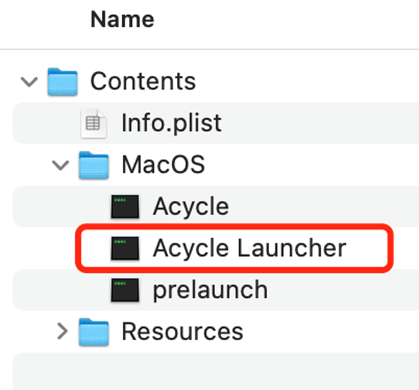 Name
Contents
Info.plist
MacOS
Acycle
Acycle Launcher
prelaunch
Resources